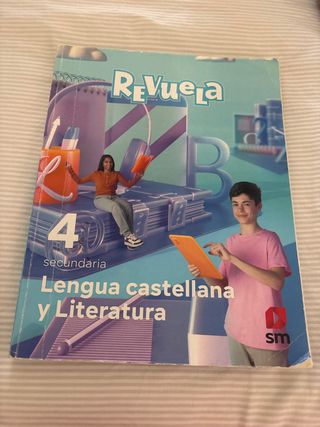 REVUELA
B
4
secundaria
Lengua castellana
y Literatura
sm